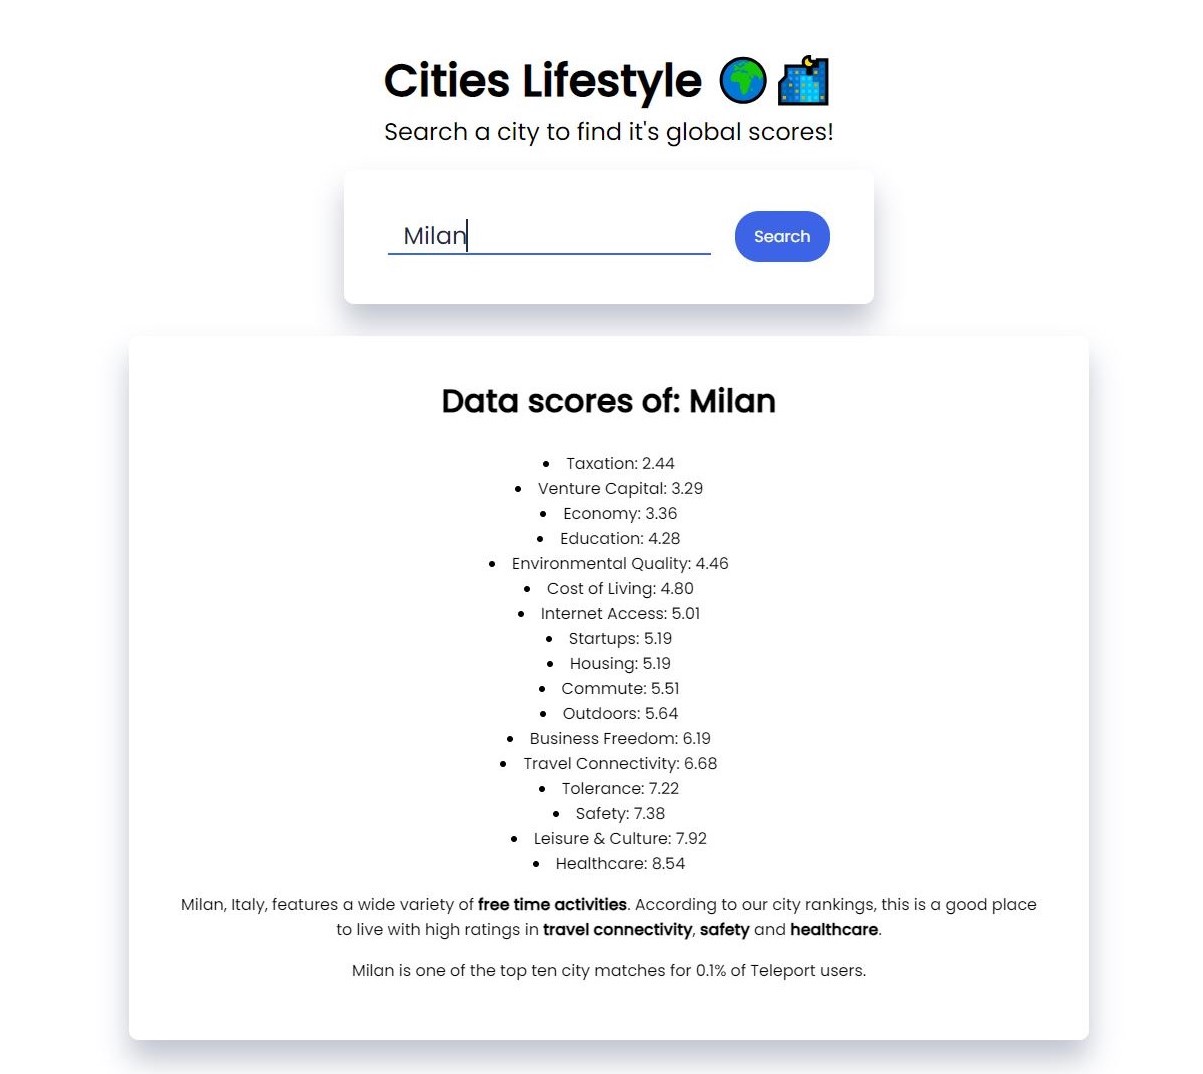 Cities Lifestyle 🌍🌃
Search a city to find it's global scores!
Milan
Search
Data scores of: Milan
• Taxation: 2.44
• Venture Capital: 3.29
• Economy: 3.36
• Education: 4.28
• Environmental Quality: 4.46
• Cost of Living: 4.80
• Internet Access: 5.01
• Startups: 5.19
• Housing: 5.19
• Commute: 5.51
• Outdoors: 5.64
• Business Freedom: 6.19
• Travel Connectivity: 6.68
• Tolerance: 7.22
• Safety: 7.38
• Leisure & Culture: 7.92
• Healthcare: 8.54
Milan, Italy, features a wide variety of free time activities. According to our city rankings, this is a good place
to live with high ratings in travel connectivity, safety and healthcare.
Milan is one of the top ten city matches for 0.1% of Teleport users.